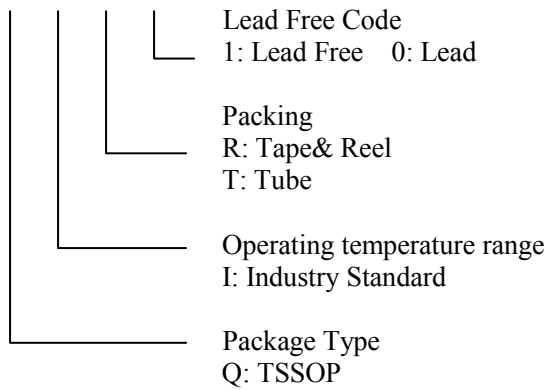 Lead Free Code
1: Lead Free 0: Lead
Packing
R: Tape& Reel
T: Tube
Operating temperature range
I: Industry Standard
Package Type
Q: TSSOP